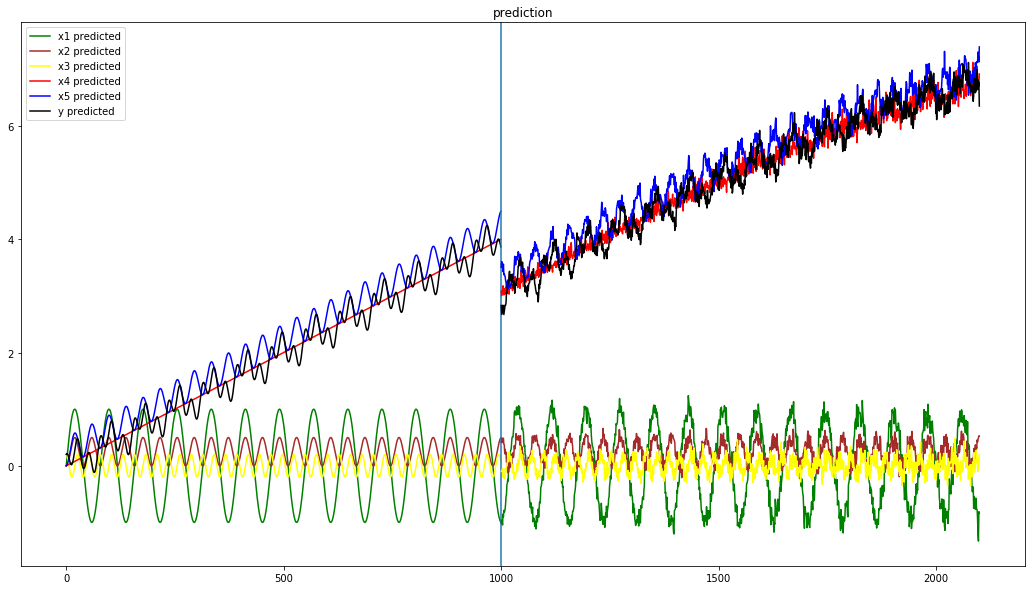 prediction
x1 predicted
x2 predicted
x3 predicted
x4 predicted
x5 predicted
y predicted
6
4
2
0
0 500 1000 1500 2000